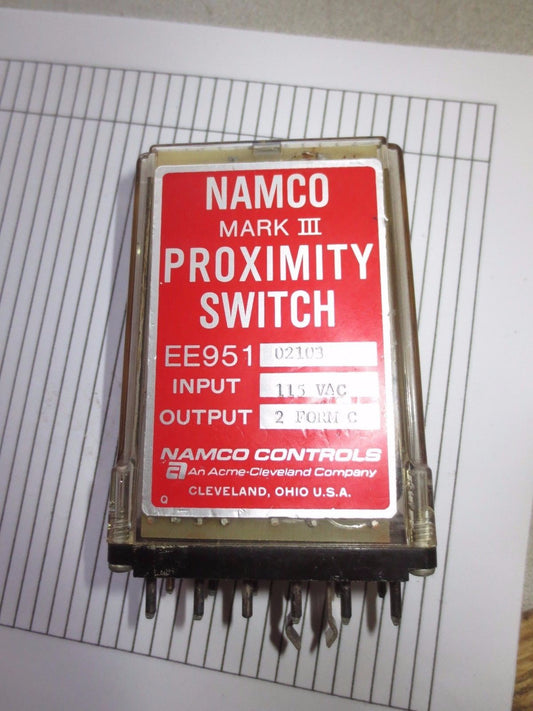 NAMCO
MARK III
PROXIMITY
SWITCH
EE951 02103
INPUT 115 VAC
OUTPUT 2 FORM C
NAMCO CONTROLS
a An Acme-Cleveland Company
Q CLEVELAND, OHIO U.S.A.